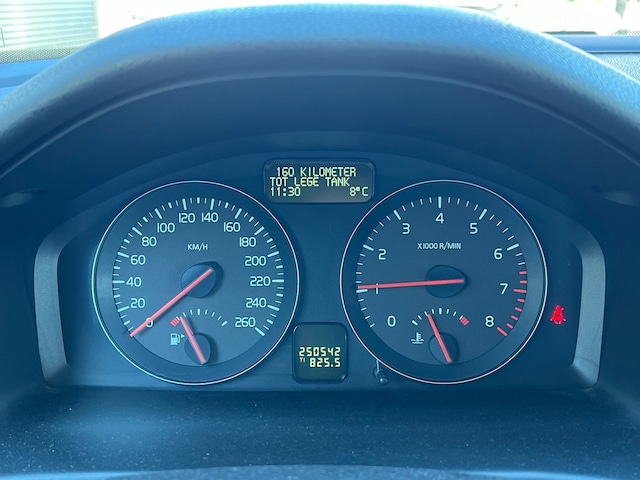 160 KILOMETER
TOT LEGE TANK
11:30 8°C
0 20 40 60 80 100 120 140 160 180 200 220 240 260
KM/H
0 1 2 3 4 5 6 7 8
X1000 R/MIN
250542
T1 825.5